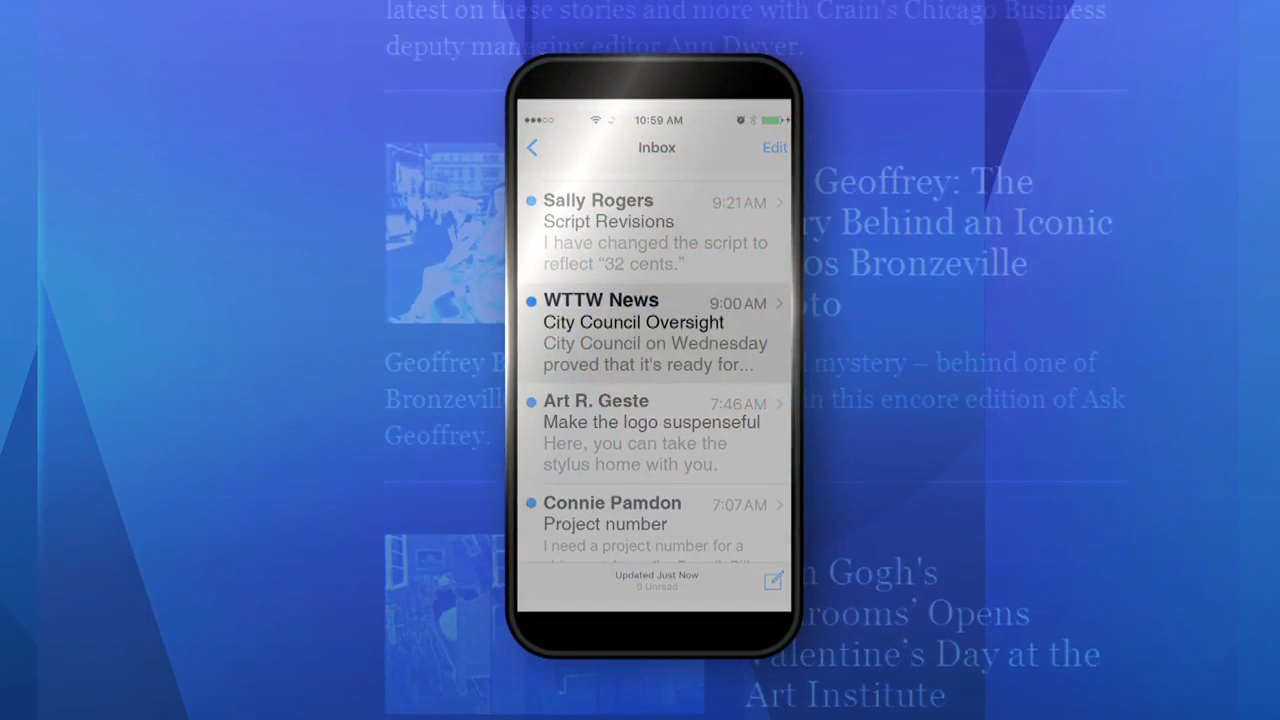 latest on these stories and more with Crain's Chicago Business
deputy managing editor Ann Dwyer.
10:59 AM
Inbox
Edit
Sally Rogers 9:21 AM
Script Revisions
I have changed the script to
reflect “32 cents.”
WTTW News 9:00 AM
City Council Oversight
City Council on Wednesday
proved that it's ready for...
Art R. Geste 7:46 AM
Make the logo suspenseful
Here, you can take the
stylus home with you.
Connie Pamdon 7:07 AM
Project number
I need a project number for a
Updated Just Now
9 Unread
Geoffrey: The
Behind an Iconic
Bronzeville
Geoffrey mystery – behind one of
in this encore edition of Ask
Geoffrey.
Gogh's
Opens
Valentine’s Day at the
Art Institute